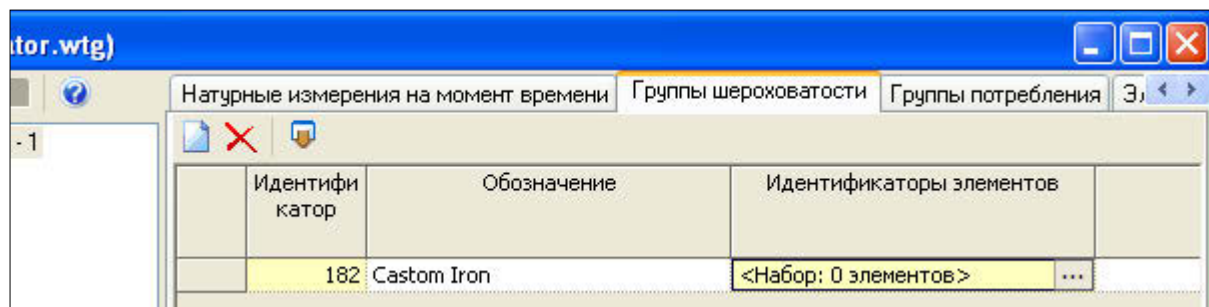 tor.wtg)
Натурные измерения на момент времени Группы шероховатости Группы потребления Эл
- 1
Идентифи
катор
Обозначение
Идентификаторы элементов
182 Castom Iron <Набор: 0 элементов> ...